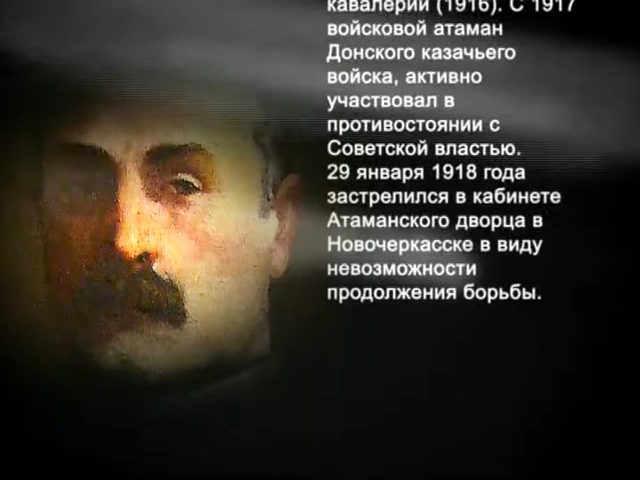 кавалерии (1916). С 1917
войсковой атаман
Донского казачьего
войска, активно
участвовал в
противостоянии с
Советской властью.
29 января 1918 года
застрелился в кабинете
Атаманского дворца в
Новочеркасске в виду
невозможности
продолжения борьбы.